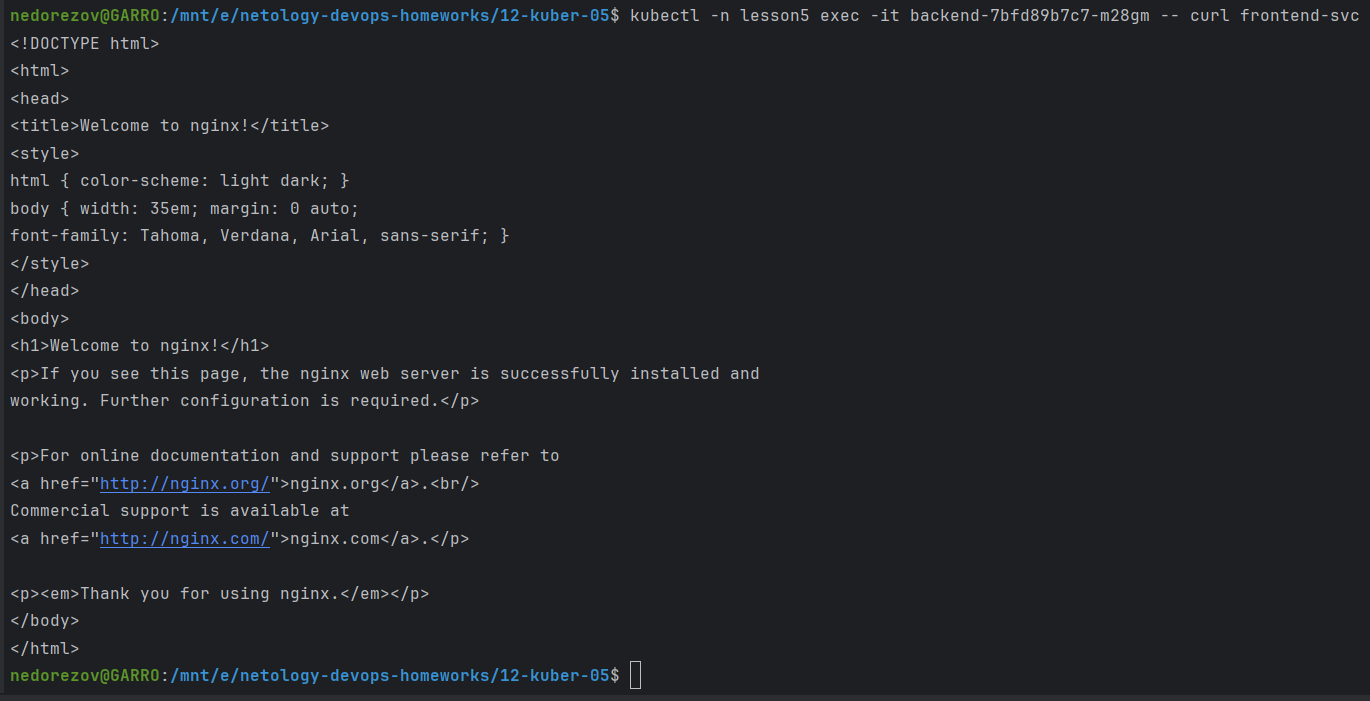 nedorezov@GARRO:/mnt/e/netology-devops-homeworks/12-kuber-05$ kubectl -n lesson5 exec -it backend-7bfd89b7c7-m28gm -- curl frontend-svc
<!DOCTYPE html>
<html>
<head>
<title>Welcome to nginx!</title>
<style>
html { color-scheme: light dark; }
body { width: 35em; margin: 0 auto;
font-family: Tahoma, Verdana, Arial, sans-serif; }
</style>
</head>
<body>
<h1>Welcome to nginx!</h1>
<p>If you see this page, the nginx web server is successfully installed and
working. Further configuration is required.</p>

<p>For online documentation and support please refer to
<a href="http://nginx.org/">nginx.org</a>.<br/>
Commercial support is available at
<a href="http://nginx.com/">nginx.com</a>.</p>

<p><em>Thank you for using nginx.</em></p>
</body>
</html>
nedorezov@GARRO:/mnt/e/netology-devops-homeworks/12-kuber-05$